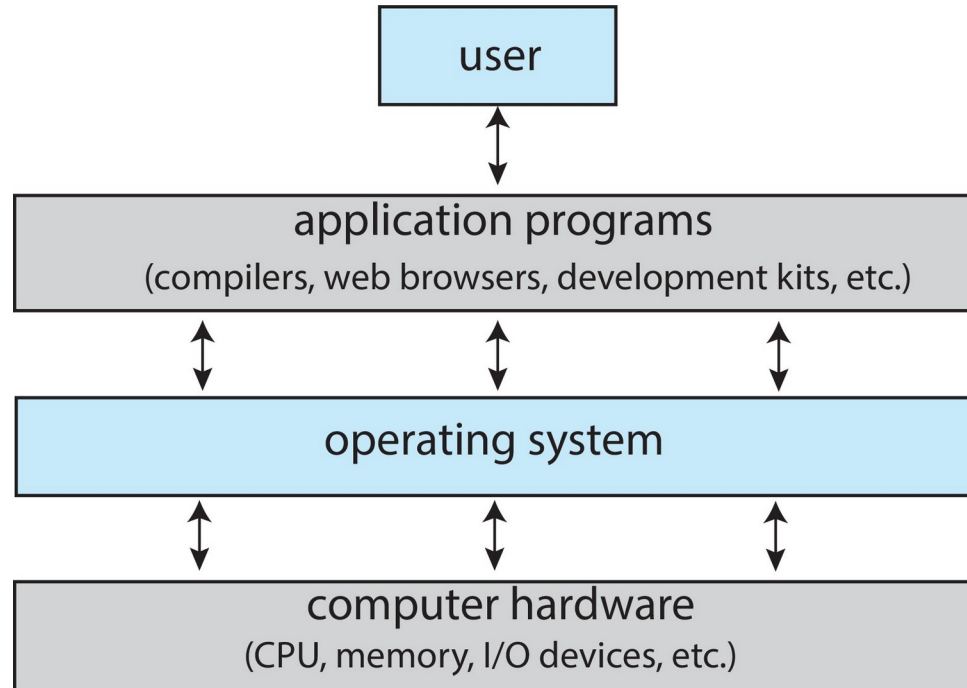 user
application programs
(compilers, web browsers, development kits, etc.)
operating system
computer hardware
(CPU, memory, I/O devices, etc.)